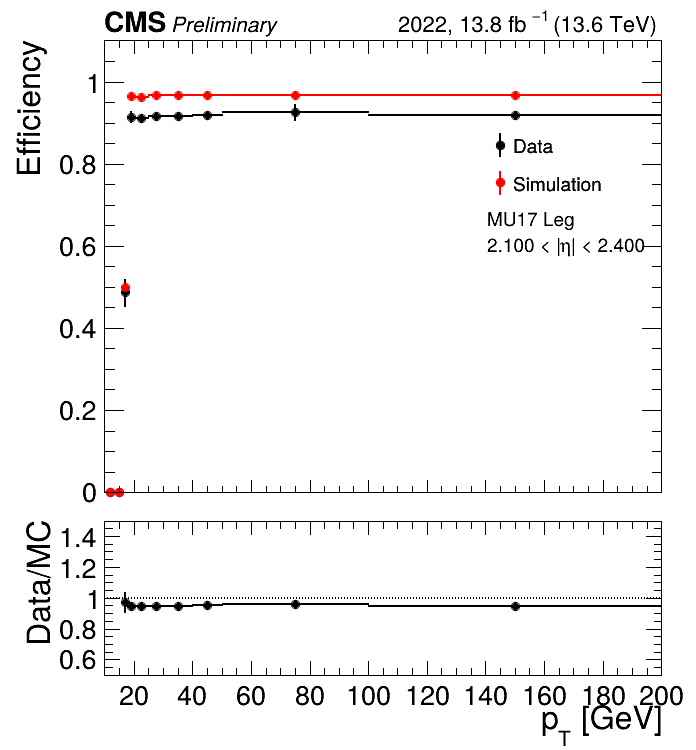 CMS Preliminary 2022, 13.8 fb⁻¹ (13.6 TeV)
Efficiency
1
0.8
0.6
0.4
0.2
0
Data
Simulation
MU17 Leg
2.100 < |η| < 2.400
Data/MC
1.4
1.2
1
0.8
0.6
20 40 60 80 100 120 140 160 180 200
p_T [GeV]